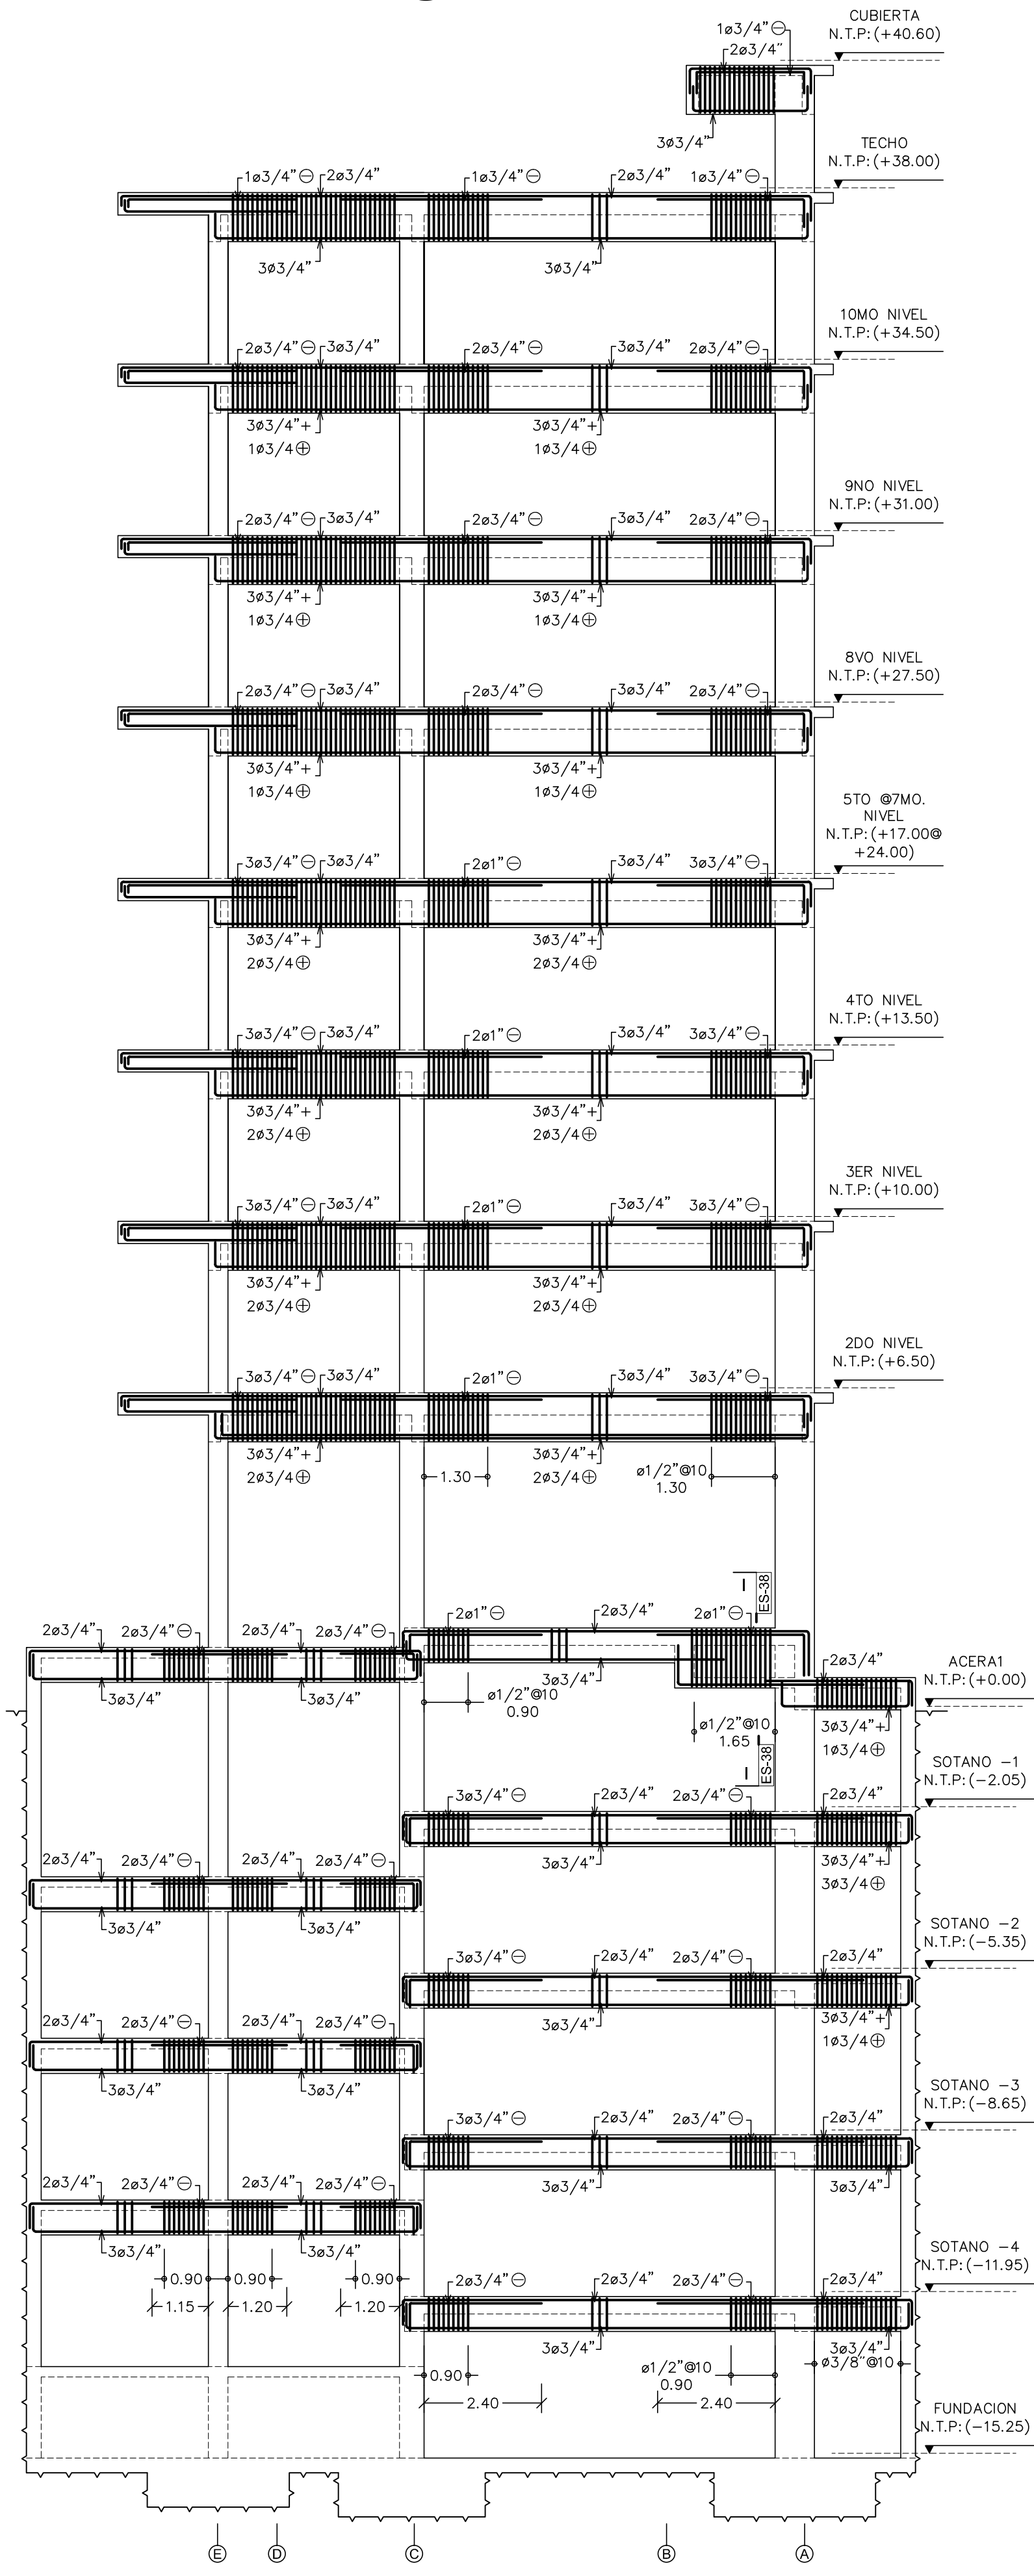 CUBIERTA
N.T.P:(+40.60)
1ø3/4"⊖
2ø3/4"
3ø3/4"
TECHO
N.T.P:(+38.00)
1ø3/4"⊖ 2ø3/4" 1ø3/4"⊖ 2ø3/4" 1ø3/4"⊖
3ø3/4" 3ø3/4"
10MO NIVEL
N.T.P:(+34.50)
2ø3/4"⊖ 3ø3/4" 2ø3/4"⊖ 3ø3/4" 2ø3/4"⊖
3ø3/4"+ 3ø3/4"+
1ø3/4⊕ 1ø3/4⊕
9NO NIVEL
N.T.P:(+31.00)
2ø3/4"⊖ 3ø3/4" 2ø3/4"⊖ 3ø3/4" 2ø3/4"⊖
3ø3/4"+ 3ø3/4"+
1ø3/4⊕ 1ø3/4⊕
8VO NIVEL
N.T.P:(+27.50)
2ø3/4"⊖ 3ø3/4" 2ø3/4"⊖ 3ø3/4" 2ø3/4"⊖
3ø3/4"+ 3ø3/4"+
1ø3/4⊕ 1ø3/4⊕
5TO @7MO.
NIVEL
N.T.P:(+17.00@
+24.00)
3ø3/4"⊖ 3ø3/4" 2ø1"⊖ 3ø3/4" 3ø3/4"⊖
3ø3/4"+ 3ø3/4"+
2ø3/4⊕ 2ø3/4⊕
4TO NIVEL
N.T.P:(+13.50)
3ø3/4"⊖ 3ø3/4" 2ø1"⊖ 3ø3/4" 3ø3/4"⊖
3ø3/4"+ 3ø3/4"+
2ø3/4⊕ 2ø3/4⊕
3ER NIVEL
N.T.P:(+10.00)
3ø3/4"⊖ 3ø3/4" 2ø1"⊖ 3ø3/4" 3ø3/4"⊖
3ø3/4"+ 3ø3/4"+
2ø3/4⊕ 2ø3/4⊕
2DO NIVEL
N.T.P:(+6.50)
3ø3/4"⊖ 3ø3/4" 2ø1"⊖ 3ø3/4" 3ø3/4"⊖
3ø3/4"+ 3ø3/4"+
2ø3/4⊕ 2ø3/4⊕
1.30
ø1/2"@10
1.30
I
ES-38
2ø1"⊖ 2ø3/4" 2ø1"⊖
2ø3/4" 2ø3/4"⊖ 2ø3/4" 2ø3/4"⊖
2ø3/4"
ACERA1
N.T.P:(+0.00)
3ø3/4" 3ø3/4" 3ø3/4"
ø1/2"@10
0.90
ø1/2"@10
1.65
3ø3/4"+
1ø3/4⊕
I
ES-38
SOTANO -1
N.T.P:(-2.05)
3ø3/4"⊖ 2ø3/4" 2ø3/4"⊖ 2ø3/4"
3ø3/4" 3ø3/4"+
3ø3/4⊕
2ø3/4" 2ø3/4"⊖ 2ø3/4" 2ø3/4"⊖
3ø3/4" 3ø3/4"
SOTANO -2
N.T.P:(-5.35)
3ø3/4"⊖ 2ø3/4" 2ø3/4"⊖ 2ø3/4"
3ø3/4" 3ø3/4"+
1ø3/4⊕
2ø3/4" 2ø3/4"⊖ 2ø3/4" 2ø3/4"⊖
3ø3/4" 3ø3/4"
SOTANO -3
N.T.P:(-8.65)
3ø3/4"⊖ 2ø3/4" 2ø3/4"⊖ 2ø3/4"
3ø3/4" 3ø3/4"
2ø3/4" 2ø3/4"⊖ 2ø3/4" 2ø3/4"⊖
3ø3/4" 3ø3/4"
SOTANO -4
N.T.P:(-11.95)
0.90 0.90 0.90
1.15 1.20 1.20
2ø3/4"⊖ 2ø3/4" 2ø3/4"⊖ 2ø3/4"
3ø3/4" 3ø3/4"
0.90
ø1/2"@10
0.90
ø3/8"@10
2.40 2.40
FUNDACION
N.T.P:(-15.25)
E D C B A